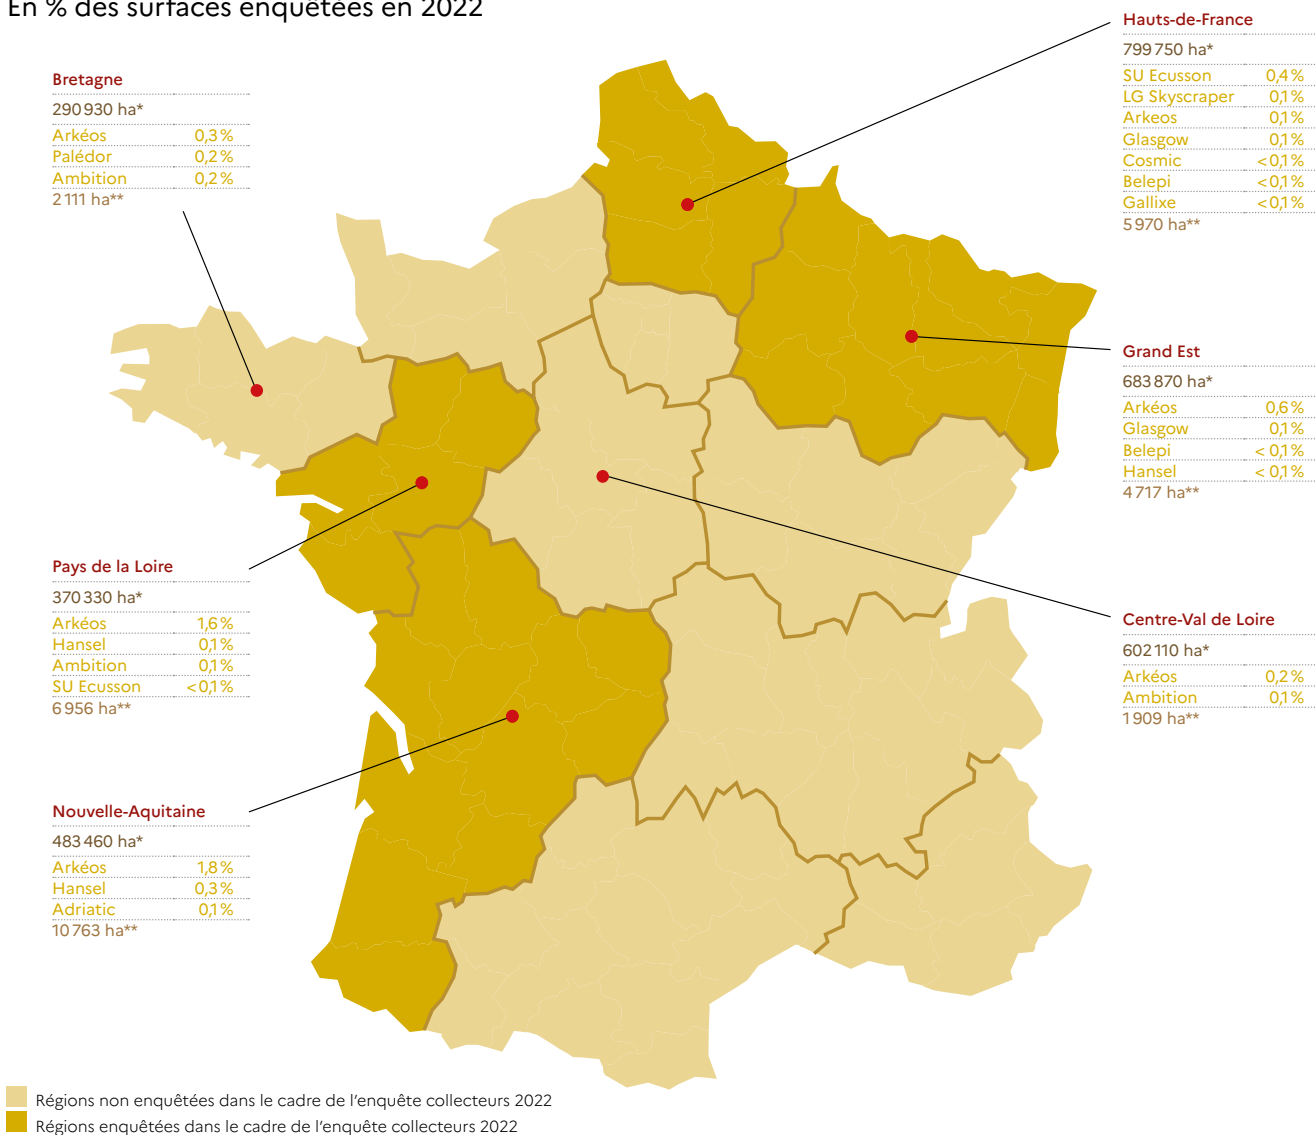 En % des surfaces enquêtées en 2022
Bretagne
290 930 ha*
Arkéos 0,3 %
Palédor 0,2 %
Ambition 0,2 %
2 111 ha**
Hauts-de-France
799 750 ha*
SU Ecusson 0,4 %
LG Skyscraper 0,1 %
Arkeos 0,1 %
Glasgow 0,1 %
Cosmic < 0,1 %
Belepi < 0,1 %
Gallixe < 0,1 %
5 970 ha**
Grand Est
683 870 ha*
Arkéos 0,6 %
Glasgow 0,1 %
Belepi < 0,1 %
Hansel < 0,1 %
4 717 ha**
Pays de la Loire
370 330 ha*
Arkéos 1,6 %
Hansel 0,1 %
Ambition 0,1 %
SU Ecusson < 0,1 %
6 956 ha**
Centre-Val de Loire
602 110 ha*
Arkéos 0,2 %
Ambition 0,1 %
1 909 ha**
Nouvelle-Aquitaine
483 460 ha*
Arkéos 1,8 %
Hansel 0,3 %
Adriatic 0,1 %
10 763 ha**
Régions non enquêtées dans le cadre de l'enquête collecteurs 2022
Régions enquêtées dans le cadre de l'enquête collecteurs 2022